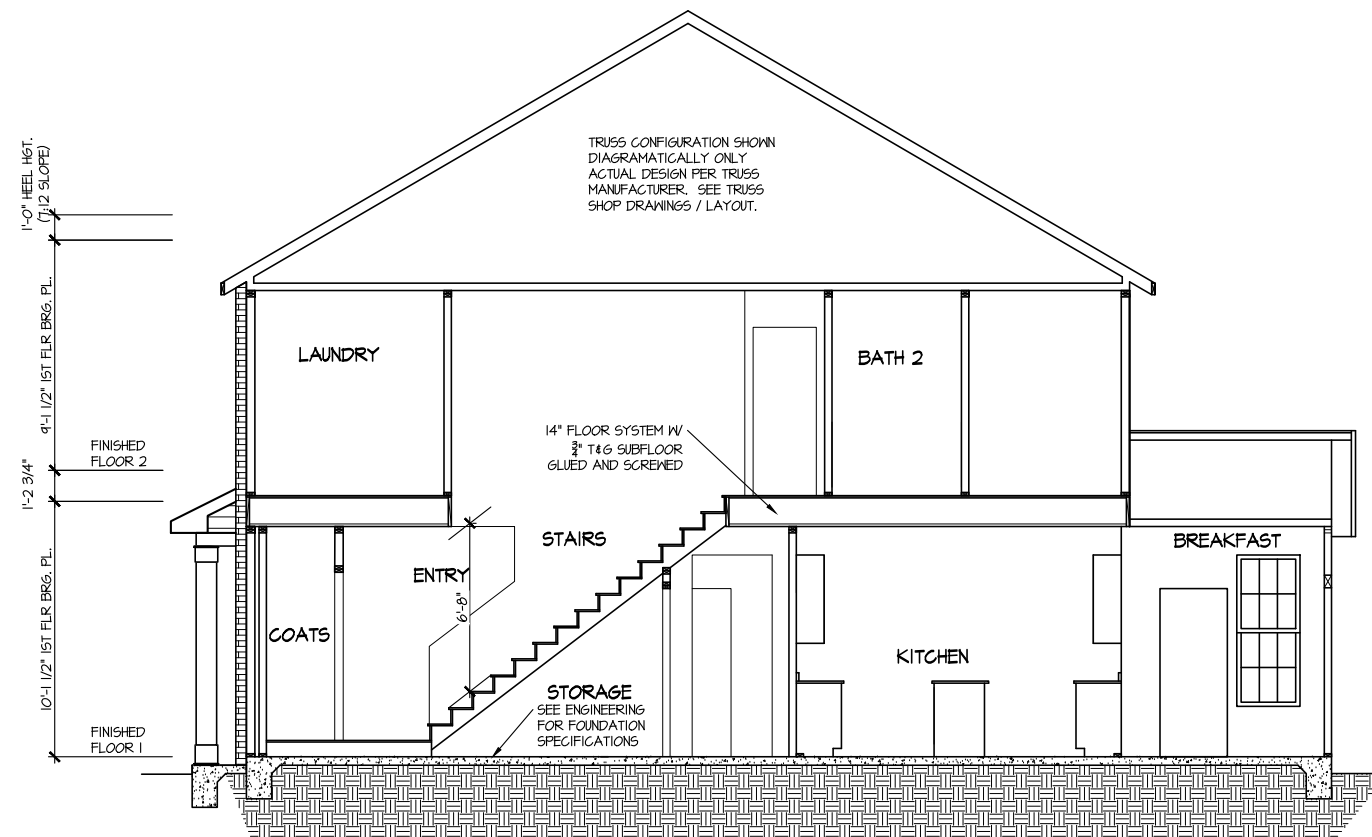 TRUSS CONFIGURATION SHOWN
DIAGRAMATICALLY ONLY
ACTUAL DESIGN PER TRUSS
MANUFACTURER. SEE TRUSS
SHOP DRAWINGS / LAYOUT.
1'-0" HEEL HGT.
(7:12 SLOPE)
9'-1 1/2" 1ST FLR BRG. PL.
1'-2 3/4"
10'-1 1/2" 1ST FLR BRG. PL.
FINISHED
FLOOR 2
FINISHED
FLOOR 1
LAUNDRY
BATH 2
14" FLOOR SYSTEM W/
3/4" T&G SUBFLOOR
GLUED AND SCREWED
STAIRS
ENTRY
6'-8"
COATS
STORAGE
SEE ENGINEERING
FOR FOUNDATION
SPECIFICATIONS
KITCHEN
BREAKFAST